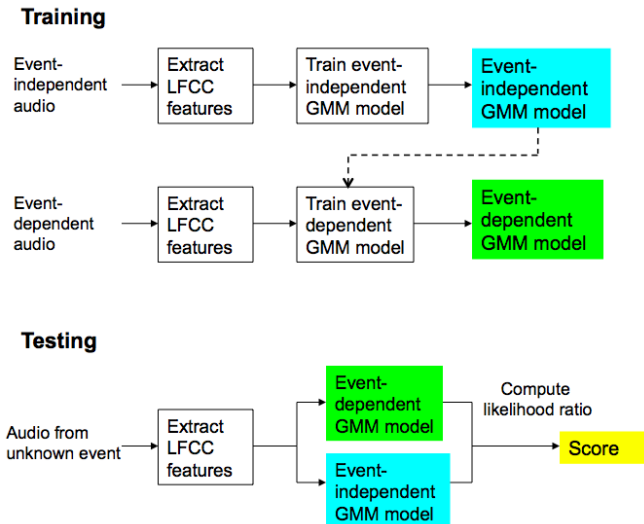 Training
Event-
independent
audio
Extract
LFCC
features
Train event-
independent
GMM model
Event-
independent
GMM model
Event-
dependent
audio
Extract
LFCC
features
Train event-
dependent
GMM model
Event-
dependent
GMM model
Testing
Audio from
unknown event
Extract
LFCC
features
Event-
dependent
GMM model
Event-
independent
GMM model
Compute
likelihood ratio
Score